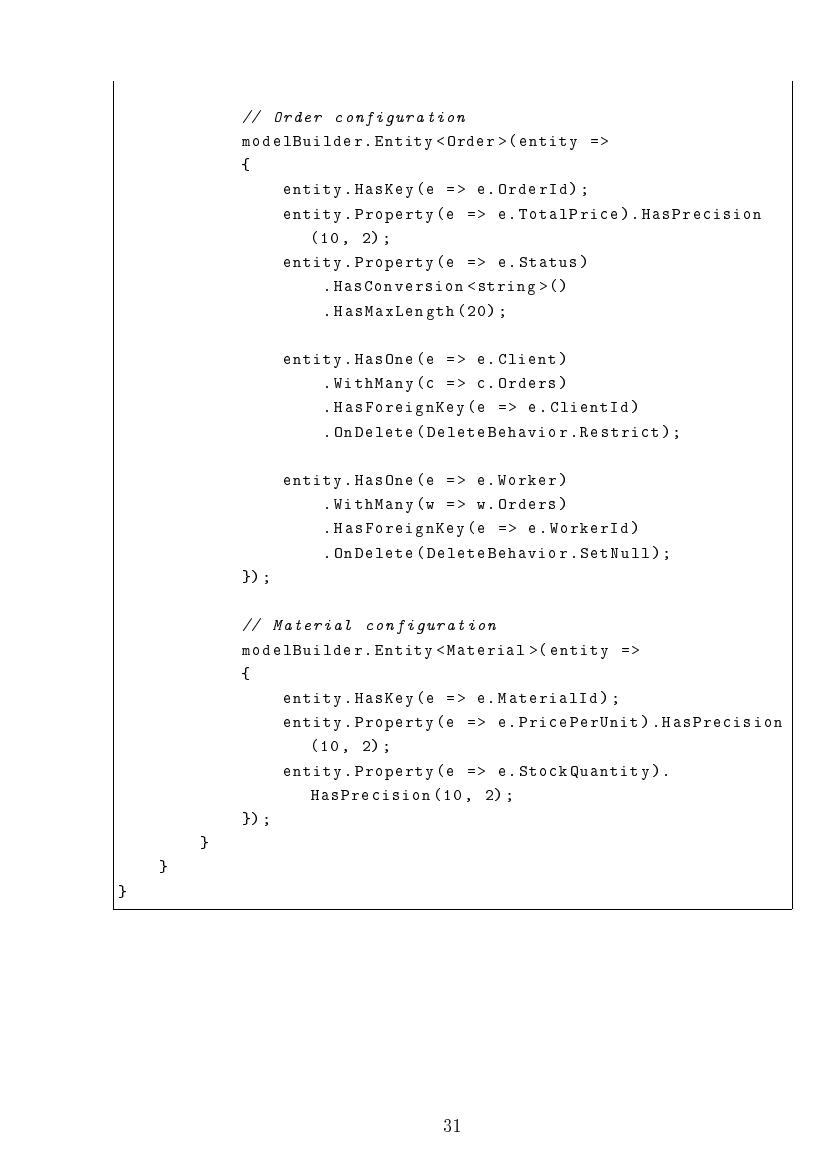 // Order configuration
modelBuilder.Entity<Order>(entity =>
{
entity.HasKey(e => e.OrderId);
entity.Property(e => e.TotalPrice).HasPrecision
(10, 2);
entity.Property(e => e.Status)
.HasConversion<string>()
.HasMaxLength(20);
entity.HasOne(e => e.Client)
.WithMany(c => c.Orders)
.HasForeignKey(e => e.ClientId)
.OnDelete(DeleteBehavior.Restrict);
entity.HasOne(e => e.Worker)
.WithMany(w => w.Orders)
.HasForeignKey(e => e.WorkerId)
.OnDelete(DeleteBehavior.SetNull);
});
// Material configuration
modelBuilder.Entity<Material>(entity =>
{
entity.HasKey(e => e.MaterialId);
entity.Property(e => e.PricePerUnit).HasPrecision
(10, 2);
entity.Property(e => e.StockQuantity).
HasPrecision(10, 2);
});
}
}
}
31